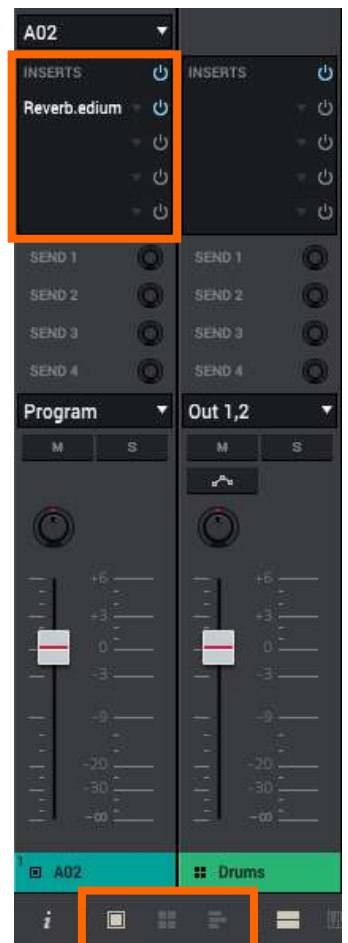 A02
INSERTS INSERTS
Reverb.edium
SEND 1 SEND 1
SEND 2 SEND 2
SEND 3 SEND 3
SEND 4 SEND 4
Program Out 1,2
M S M S
+6 +6
+3 +3
0 0
-3 -3
-9 -9
-20 -20
-30 -30
-∞ -∞
1
A02 Drums
i